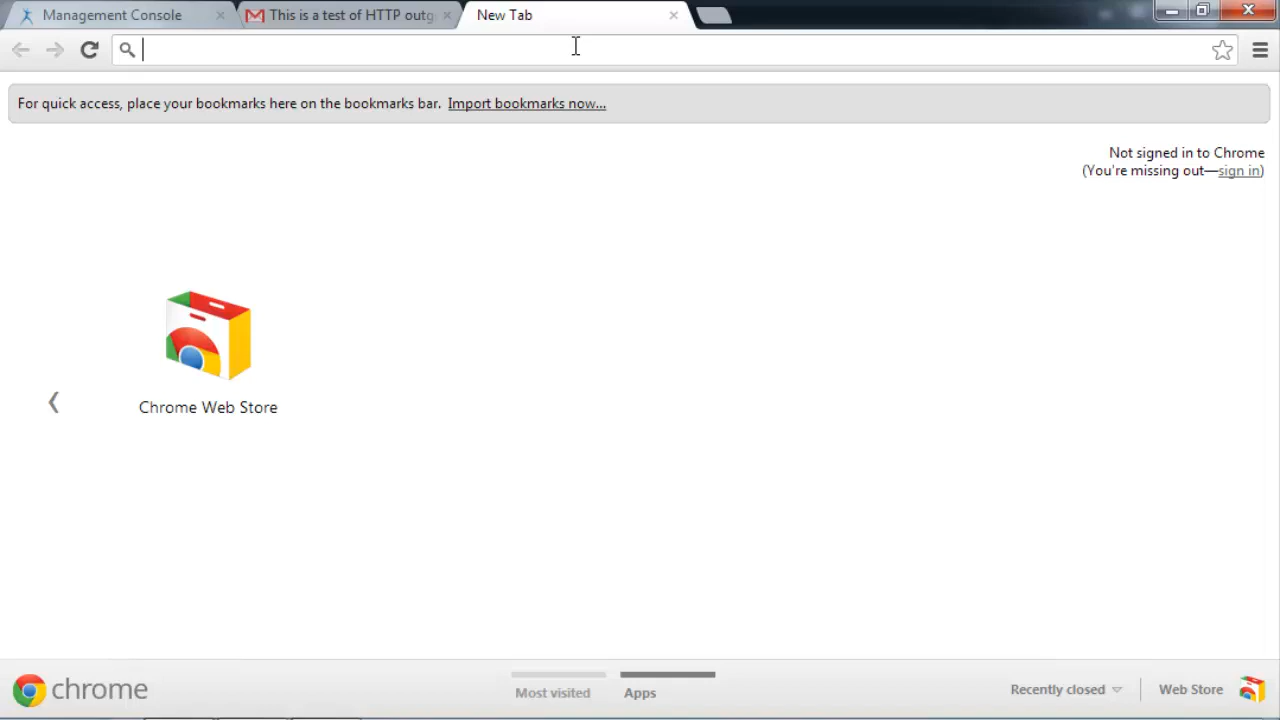 Management Console
This is a test of HTTP outg
New Tab
For quick access, place your bookmarks here on the bookmarks bar. Import bookmarks now...
Not signed in to Chrome
(You're missing out—sign in)
Chrome Web Store
chrome
Most visited
Apps
Recently closed
Web Store